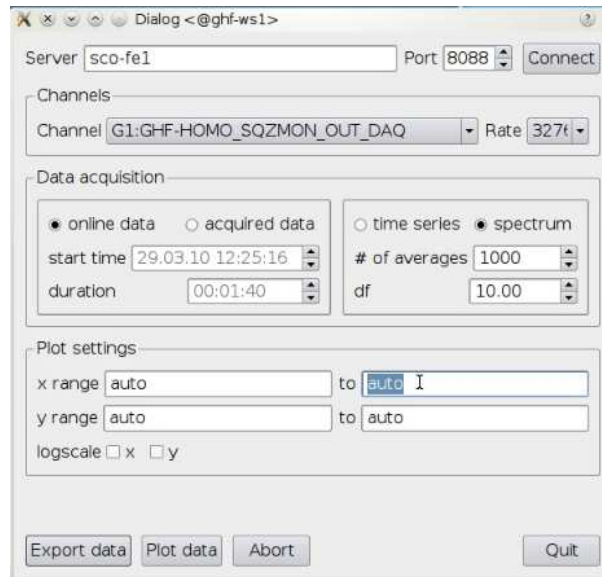 Dialog <@ghf-ws1>
Server sco-fe1 Port 8088 Connect
Channels
Channel G1:GHF-HOMO_SQZMON_OUT_DAQ Rate 3276
Data acquisition
online data acquired data time series spectrum
start time 29.03.10 12:25:16 # of averages 1000
duration 00:01:40 df 10.00
Plot settings
x range auto to auto
y range auto to auto
logscale x y
Export data Plot data Abort Quit